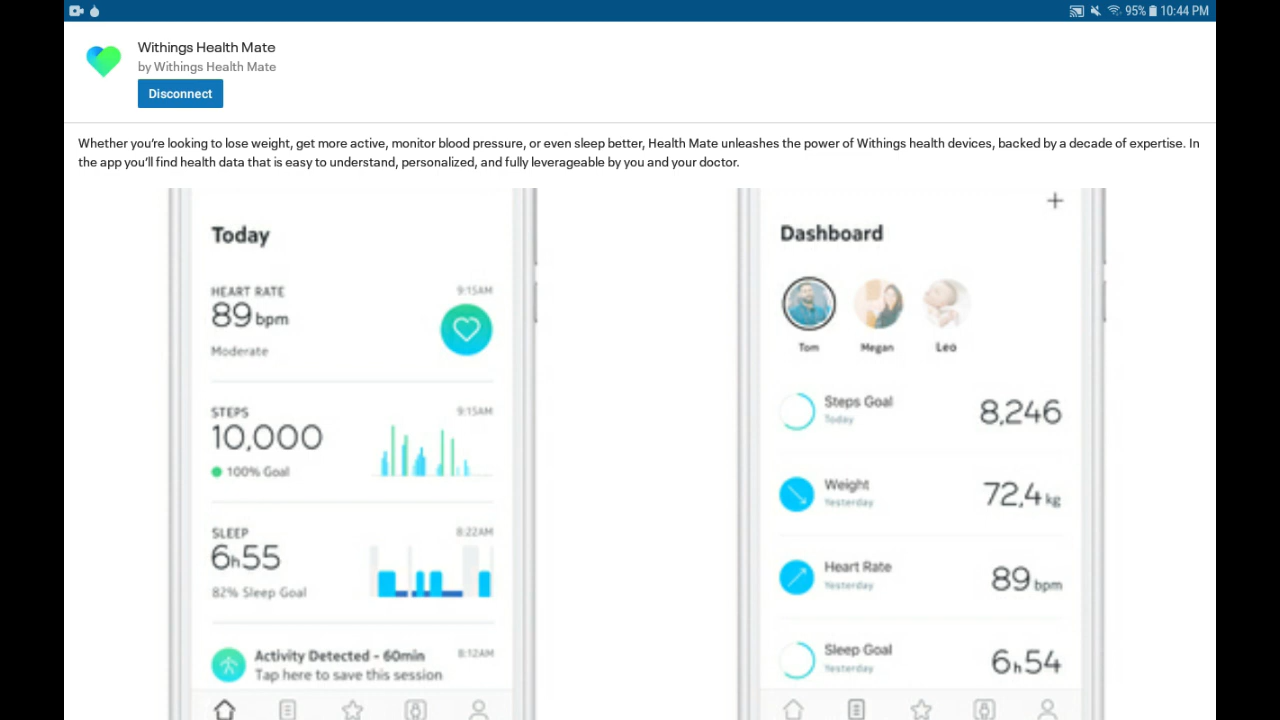 95% 10:44 PM
Withings Health Mate
by Withings Health Mate
Disconnect
Whether you're looking to lose weight, get more active, monitor blood pressure, or even sleep better, Health Mate unleashes the power of Withings health devices, backed by a decade of expertise. In
the app you'll find health data that is easy to understand, personalized, and fully leverageable by you and your doctor.
Today
HEART RATE 9:15AM
89 bpm
Moderate
STEPS 9:15AM
10,000
100% Goal
SLEEP 8:22AM
6h55
82% Sleep Goal
Activity Detected - 60min 8:12AM
Tap here to save this session
+
Dashboard
Tom Megan Leo
Steps Goal
Today
8,246
Weight
Yesterday
72,4 kg
Heart Rate
Yesterday
89 bpm
Sleep Goal
Yesterday
6h54